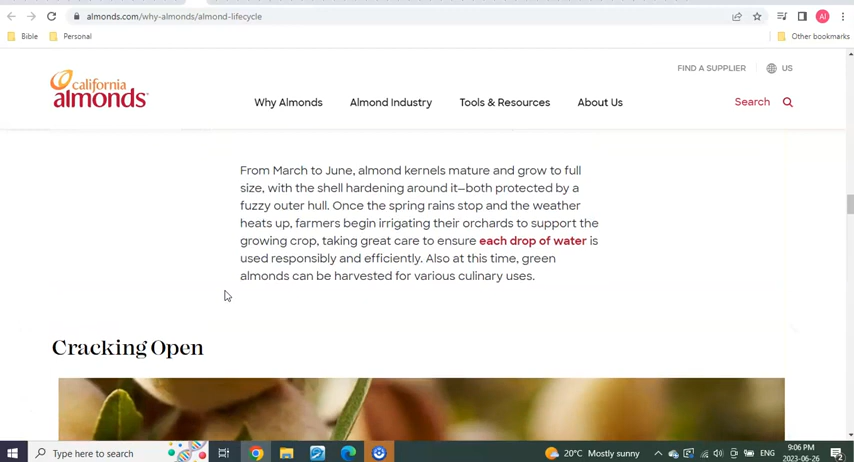 almonds.com/why-almonds/almond-lifecycle
AI
Bible
Personal
Other bookmarks
FIND A SUPPLIER
US
california
almonds
Why Almonds
Almond Industry
Tools & Resources
About Us
Search
From March to June, almond kernels mature and grow to full
size, with the shell hardening around it—both protected by a
fuzzy outer hull. Once the spring rains stop and the weather
heats up, farmers begin irrigating their orchards to support the
growing crop, taking great care to ensure each drop of water is
used responsibly and efficiently. Also at this time, green
almonds can be harvested for various culinary uses.
Cracking Open
Type here to search
20°C Mostly sunny
ENG
9:06 PM
2023-06-26
2